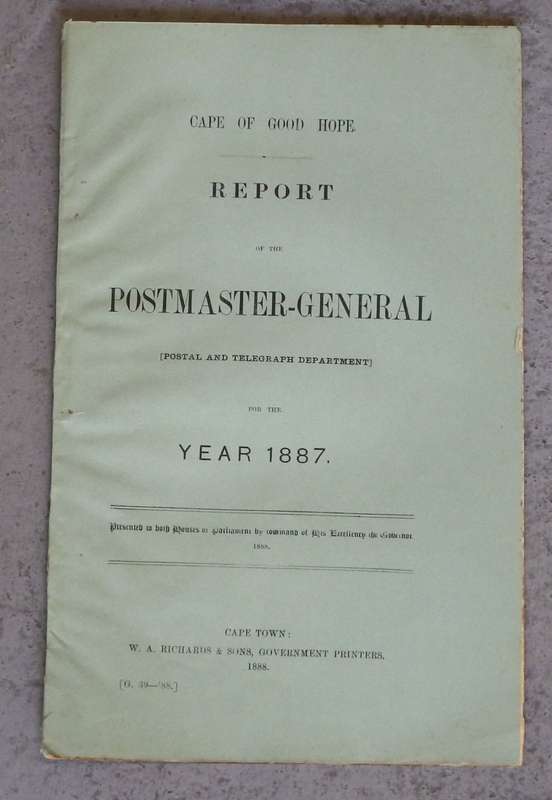 CAPE OF GOOD HOPE.
REPORT
OF THE
POSTMASTER-GENERAL
[POSTAL AND TELEGRAPH DEPARTMENT]
FOR THE
YEAR 1887.
Presented to both Houses of Parliament by command of His Excellency the Governor.
1888.
CAPE TOWN:
W. A. RICHARDS & SONS, GOVERNMENT PRINTERS.
1888.
[G. 39—'88.]